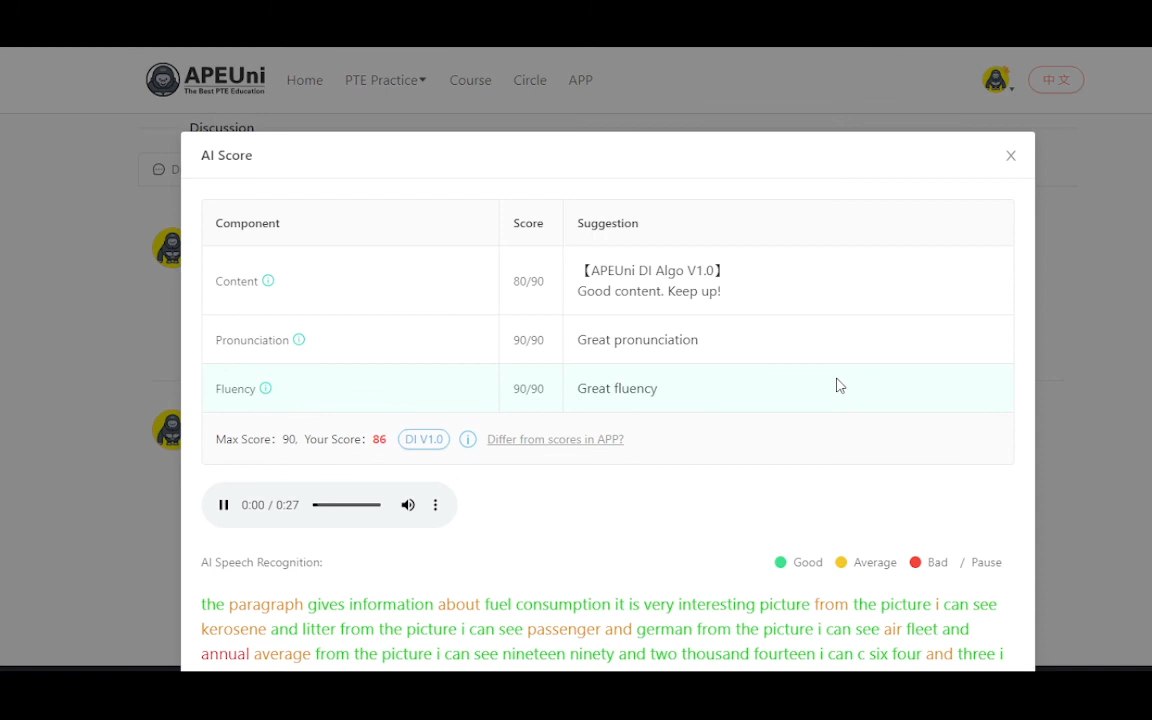 APEUni
The Best PTE Education
Home PTE Practice Course Circle APP
中文
Discussion
D
AI Score
Component Score Suggestion
Content 80/90 【APEUni DI Algo V1.0】
Good content. Keep up!
Pronunciation 90/90 Great pronunciation
Fluency 90/90 Great fluency
Max Score: 90, Your Score: 86 DI V1.0 Differ from scores in APP?
0:00 / 0:27
AI Speech Recognition: Good Average Bad / Pause
the paragraph gives information about fuel consumption it is very interesting picture from the picture i can see
kerosene and litter from the picture i can see passenger and german from the picture i can see air fleet and
annual average from the picture i can see nineteen ninety and two thousand fourteen i can c six four and three i